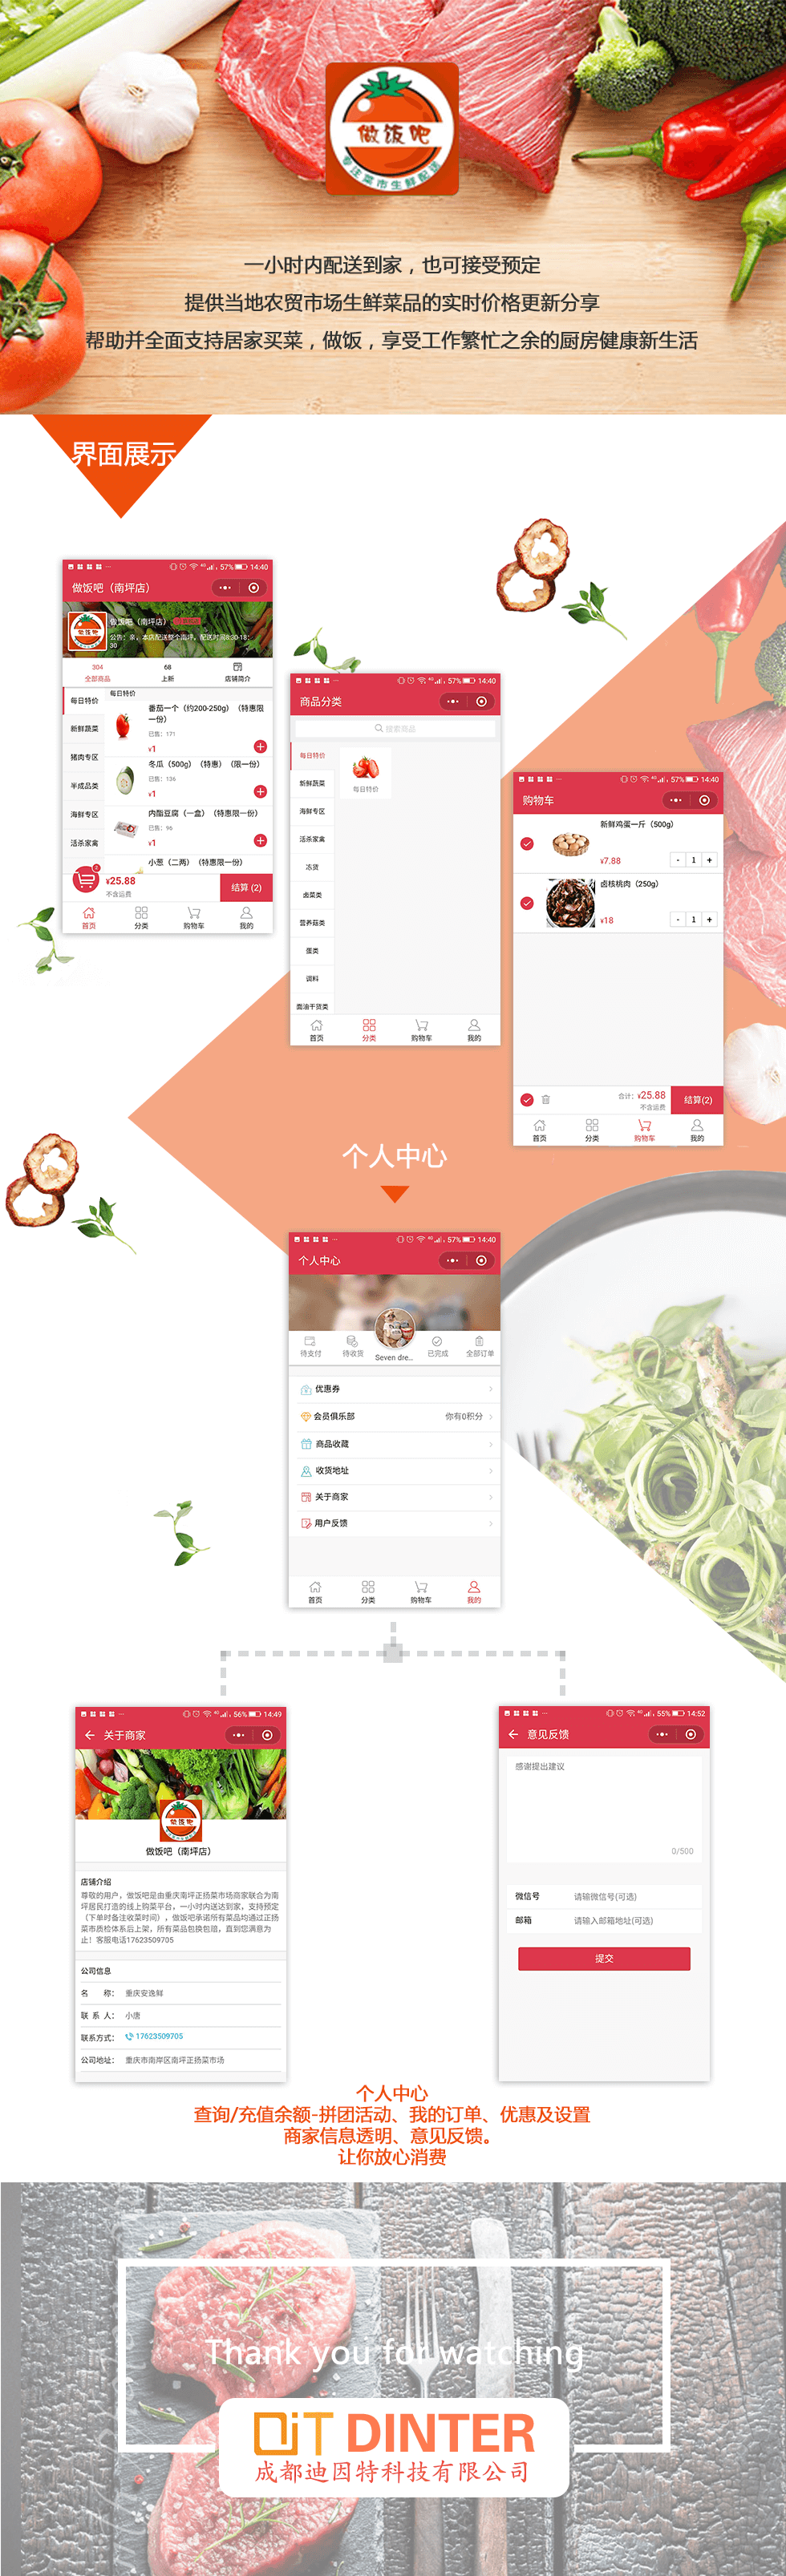 做饭吧
专注菜市生鲜配送
一小时内配送到家，也可接受预定
提供当地农贸市场生鲜菜品的实时价格更新分享
帮助并全面支持居家买菜，做饭，享受工作繁忙之余的厨房健康新生活
界面展示
57% 14:40
做饭吧（南坪店）
做饭吧（南坪店）
公告：亲，本店配送整个南坪，配送时间8:30-18:
30
304 68
全部商品 上新 店铺简介
每日特价
每日特价
新鲜蔬菜
猪肉专区
半成品类
海鲜专区
活杀家禽
番茄一个（约200-250g）（特惠限
一份）
已售：171
¥1
冬瓜（500g）（特惠）（限一份）
已售：136
¥1
内酯豆腐（一盒）（特惠限一份）
已售：96
¥1
小葱（二两）（特惠限一份）
2
¥25.88
不含运费
结算 (2)
首页 分类 购物车 我的
57% 14:40
商品分类
搜索商品
每日特价
新鲜蔬菜
海鲜专区
活杀家禽
冻货
卤菜类
营养菇类
蛋类
调料
面油干货类
每日特价
首页 分类 购物车 我的
57% 14:40
购物车
新鲜鸡蛋一斤（500g）
¥7.88 - 1 +
卤核桃肉（250g）
¥18 - 1 +
合计：¥25.88
不含运费
结算(2)
首页 分类 购物车 我的
个人中心
57% 14:40
个人中心
待支付 待收货 Seven dre... 已完成 全部订单
优惠券
会员俱乐部 你有0积分
商品收藏
收货地址
关于商家
用户反馈
首页 分类 购物车 我的
56% 14:49
关于商家
做饭吧
做饭吧（南坪店）
店铺介绍
尊敬的用户，做饭吧是由重庆南坪正扬菜市场商家联合为南
坪居民打造的线上购菜平台，一小时内送达到家，支持预定
（下单时备注收菜时间），做饭吧承诺所有菜品均通过正扬
菜市质检体系后上架，所有菜品包换包赔，直到您满意为
止！客服电话17623509705
公司信息
名 称： 重庆安逸鲜
联 系 人： 小唐
联系方式： 17623509705
公司地址： 重庆市南岸区南坪正扬菜市场
55% 14:52
意见反馈
感谢提出建议
0/500
微信号 请输微信号(可选)
邮箱 请输入邮箱地址(可选)
提交
个人中心
查询/充值余额-拼团活动、我的订单、优惠及设置
商家信息透明、意见反馈。
让你放心消费
Thank you for watching
DiT DINTER
成都迪因特科技有限公司